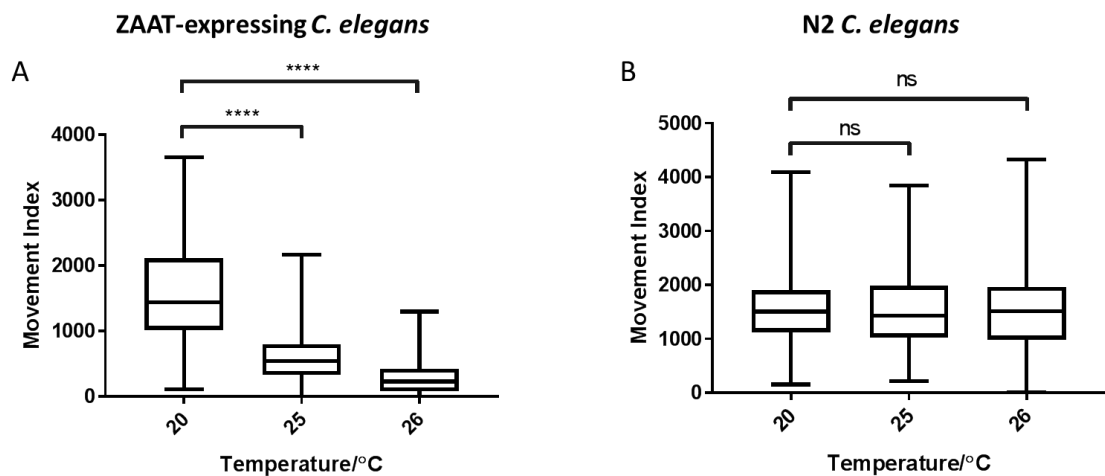 ZAAT-expressing C. elegans
A
****
****
4000
3000
2000
1000
0
Movement Index
20
25
26
Temperature/°C
N2 C. elegans
B
ns
ns
5000
4000
3000
2000
1000
0
Movement Index
20
25
26
Temperature/°C